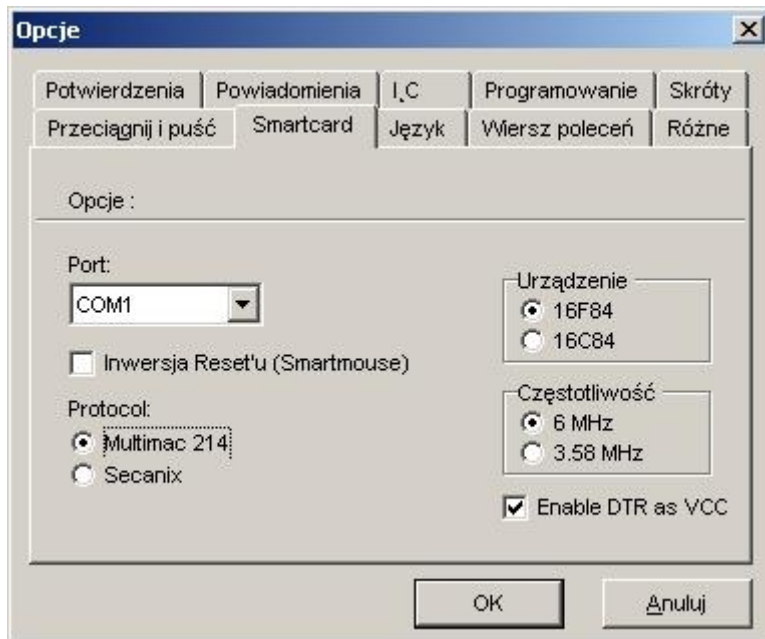 Opcje
Potwierdzenia Powiadomienia I˛C Programowanie Skróty
Przeciągnij i puść Smartcard Język Wiersz poleceń Różne
Opcje :
Port:
COM1
Inwersja Reset'u (Smartmouse)
Protocol:
Multimac 214
Secanix
Urządzenie
16F84
16C84
Częstotliwość
6 MHz
3.58 MHz
Enable DTR as VCC
OK Anuluj